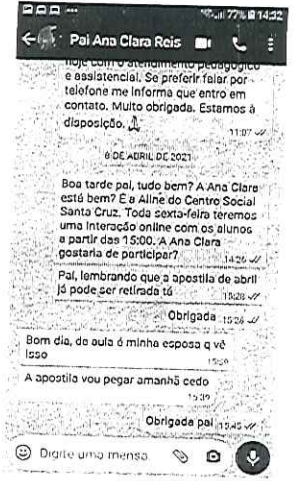 77% 14:32
Pai Ana Clara Reis
hoje com o atendimento pedagógico
e assistencial. Se preferir falar por
telefone me informa que entro em
contato. Muito obrigada. Estamos à
disposição.
11:07
8 DE ABRIL DE 2021
Boa tarde pai, tudo bem? A Ana Clara
está bem? É a Aline do Centro Social
Santa Cruz. Toda sexta-feira teremos
uma interação online com os alunos
a partir das 15:00. A Ana Clara
gostaria de participar?
14:26
Pai, lembrando que a apostila de abril
já pode ser retirada tá
15:26
Obrigada 15:26
Bom dia, de aula é minha esposa q vê
isso
15:39
A apostila vou pegar amanhã cedo
15:39
Obrigada pai 15:45
Digite uma mensa